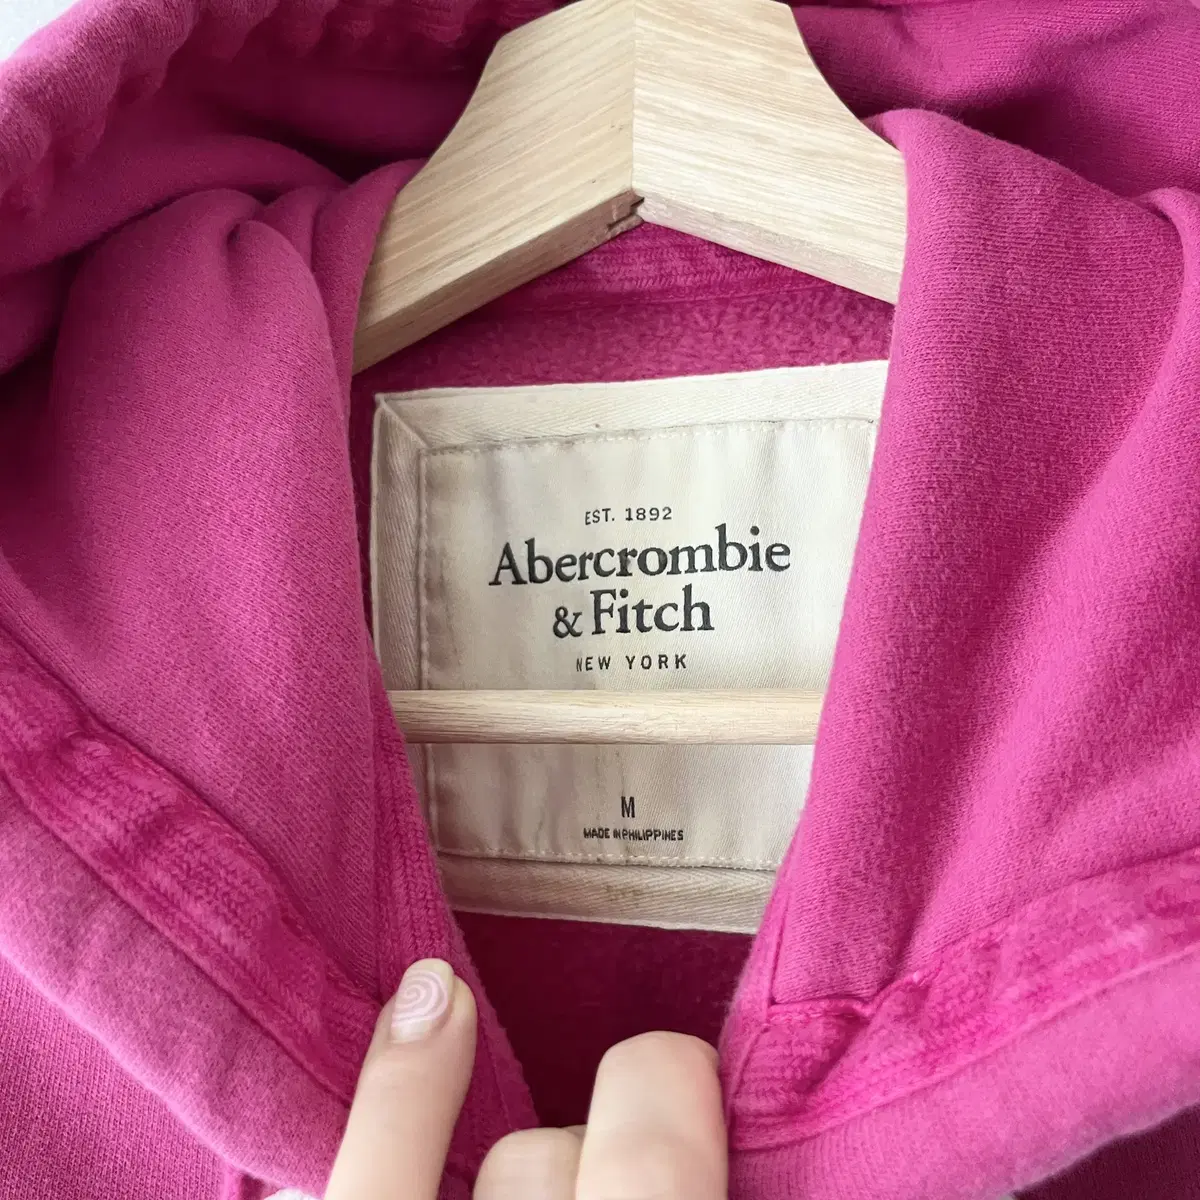 EST. 1892
Abercrombie
& Fitch
NEW YORK
M
MADE IN PHILIPPINES